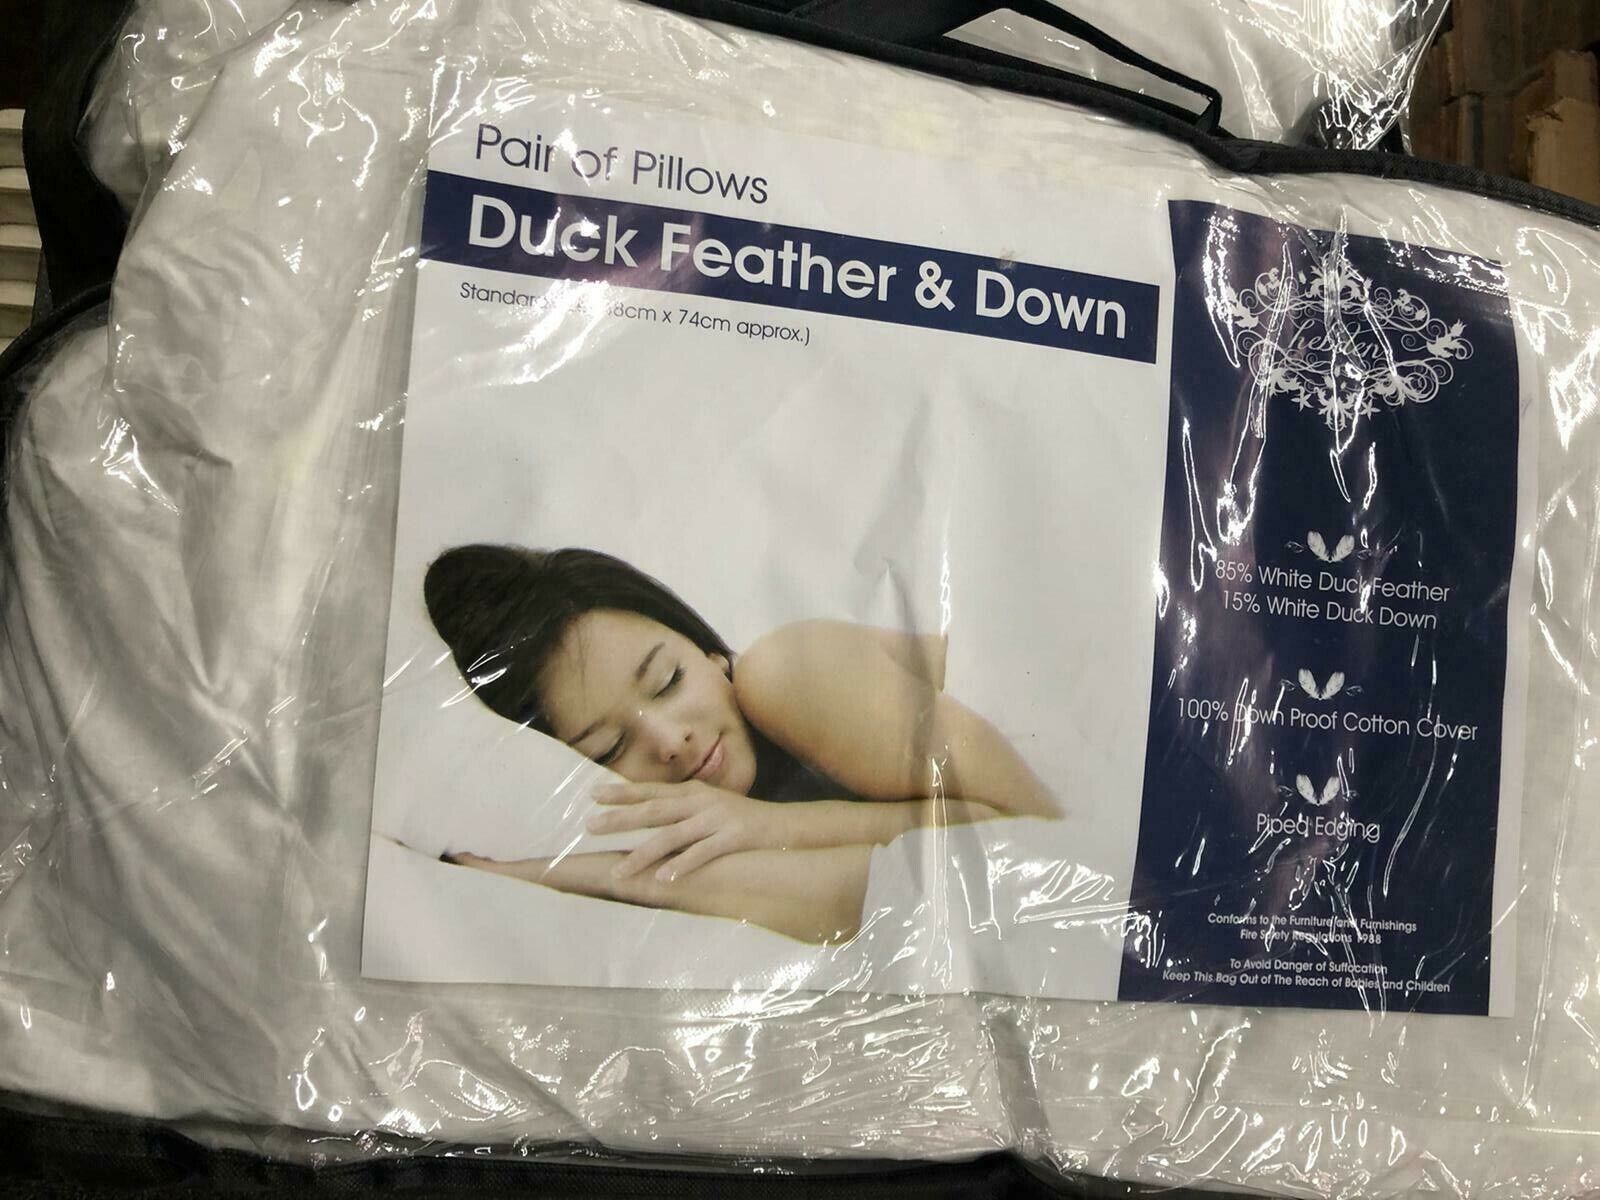 Pair of Pillows
Duck Feather & Down
Standard x 74cm approx.)
hebden
85% White Duck Feather
15% White Duck Down
100% Down Proof Cotton Cover
Piped Edging
Conforms to the Furniture and Furnishings
Fire Safety Regulations 1988
To Avoid Danger of Suffocation
Keep This Bag Out of The Reach of Babies and Children